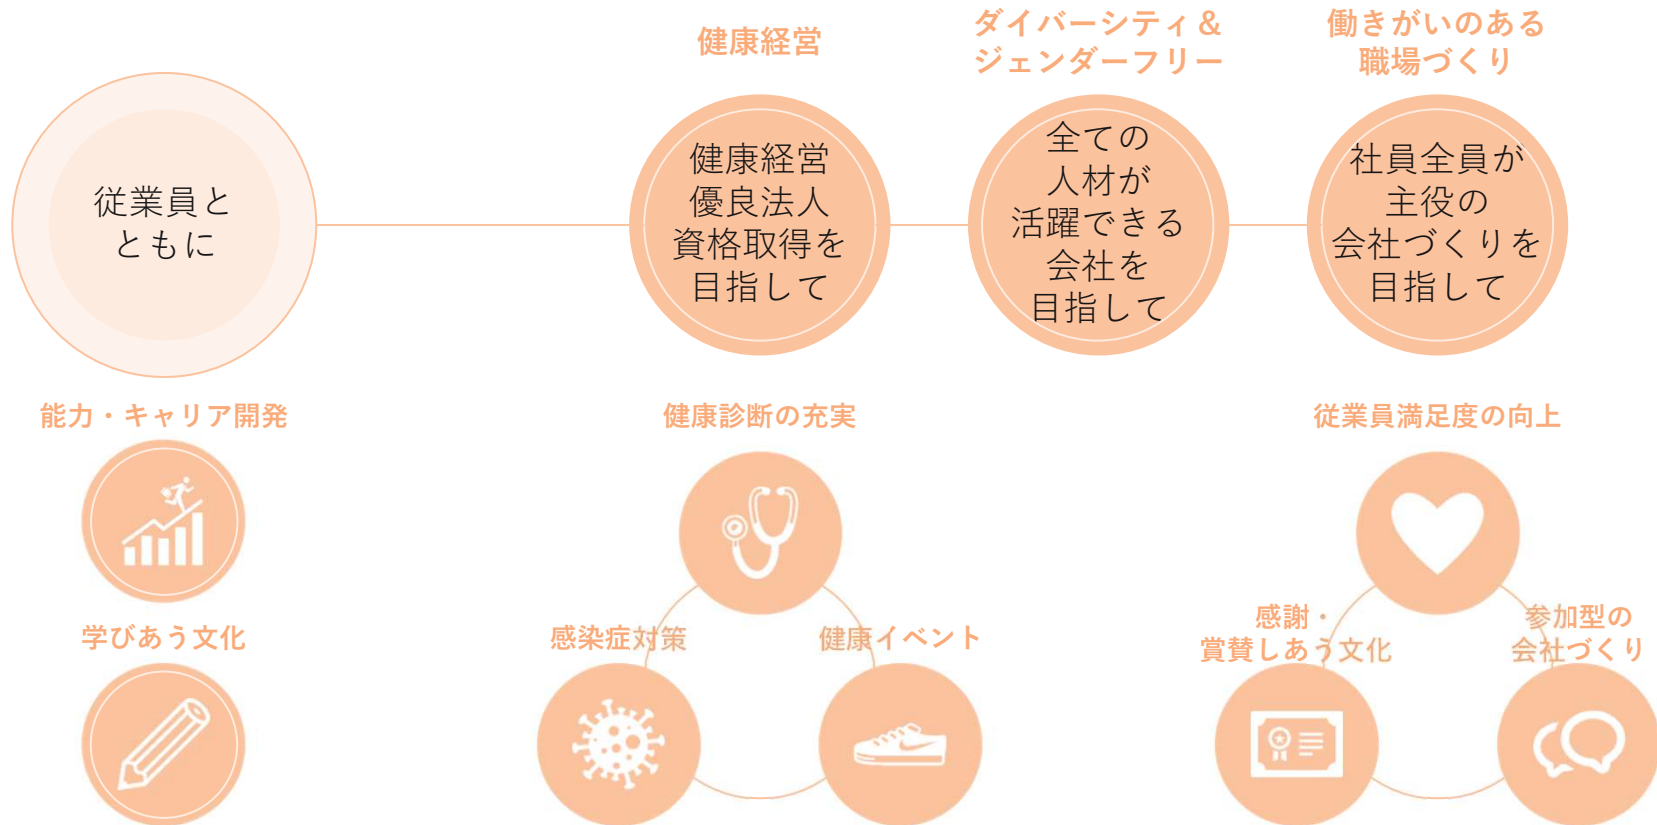 従業員と
ともに
健康経営
健康経営
優良法人
資格取得を
目指して
ダイバーシティ＆
ジェンダーフリー
全ての
人材が
活躍できる
会社を
目指して
働きがいのある
職場づくり
社員全員が
主役の
会社づくりを
目指して
能力・キャリア開発
学びあう文化
健康診断の充実
感染症対策
健康イベント
従業員満足度の向上
感謝・
賞賛しあう文化
参加型の
会社づくり